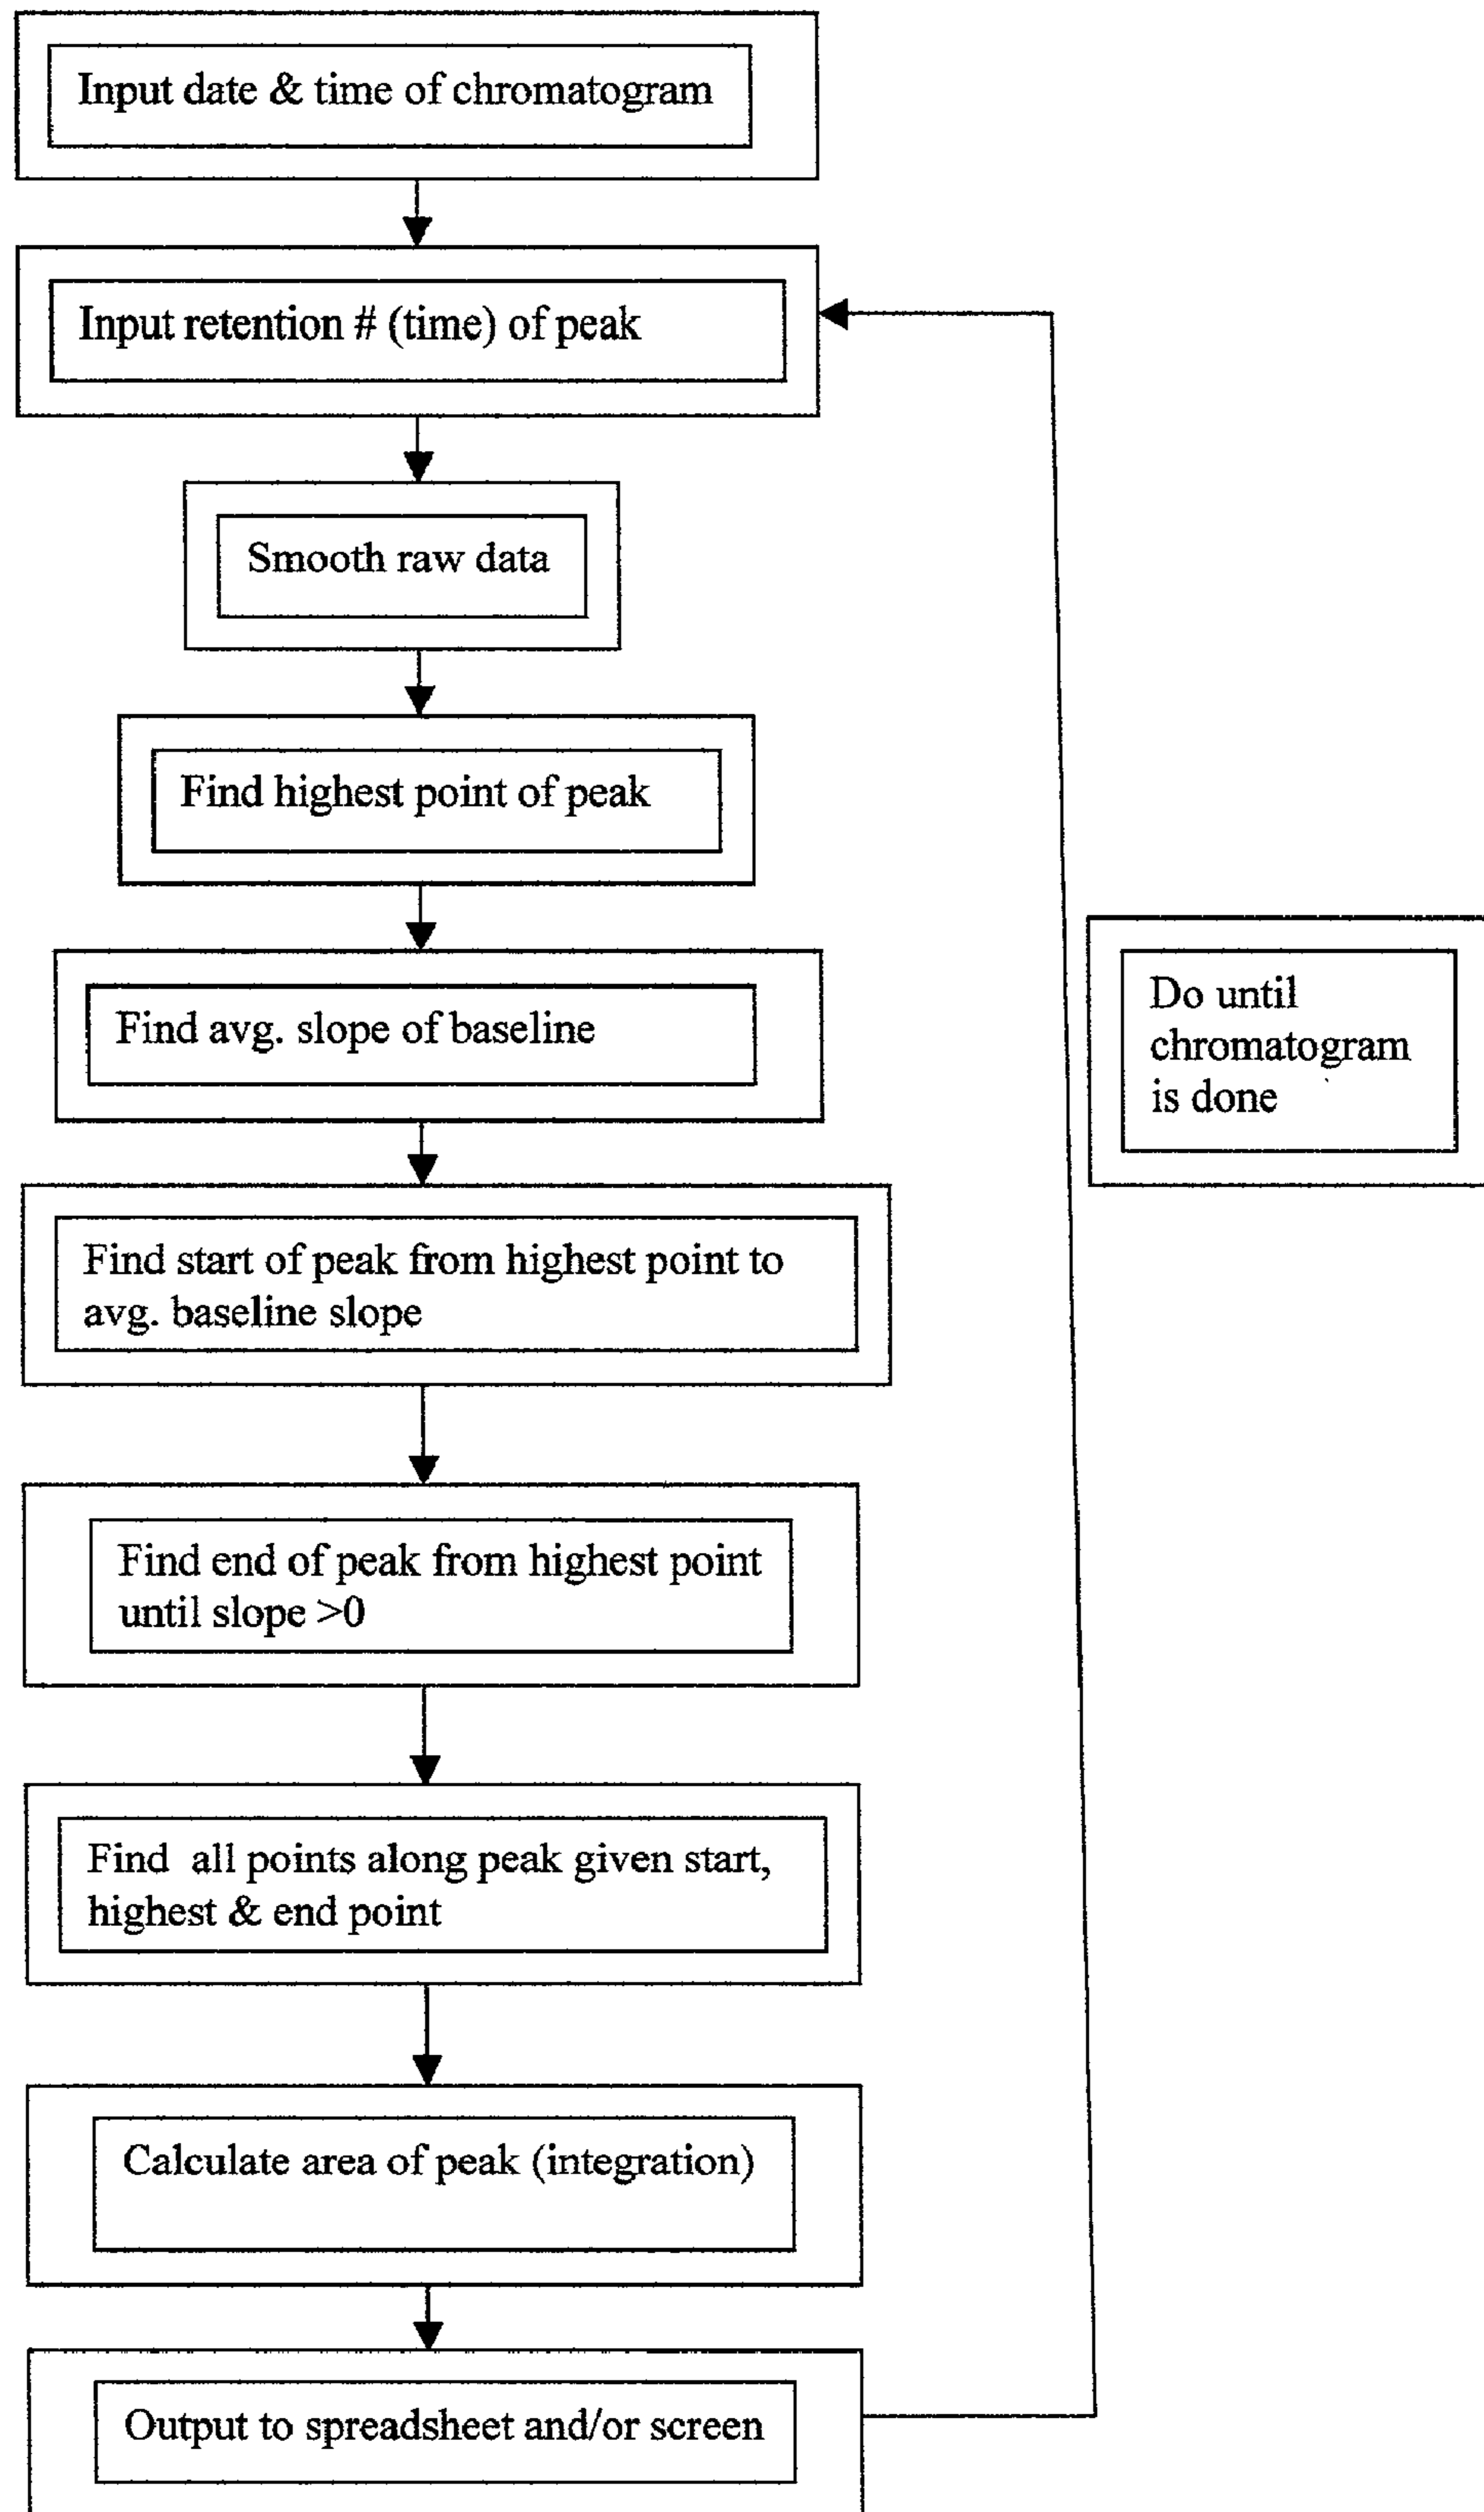 Input date & time of chromatogram
Input retention # (time) of peak
Smooth raw data
Find highest point of peak
Find avg. slope of baseline
Do until
chromatogram
is done
Find start of peak from highest point to
avg. baseline slope
Find end of peak from highest point
until slope >0
Find all points along peak given start,
highest & end point
Calculate area of peak (integration)
Output to spreadsheet and/or screen